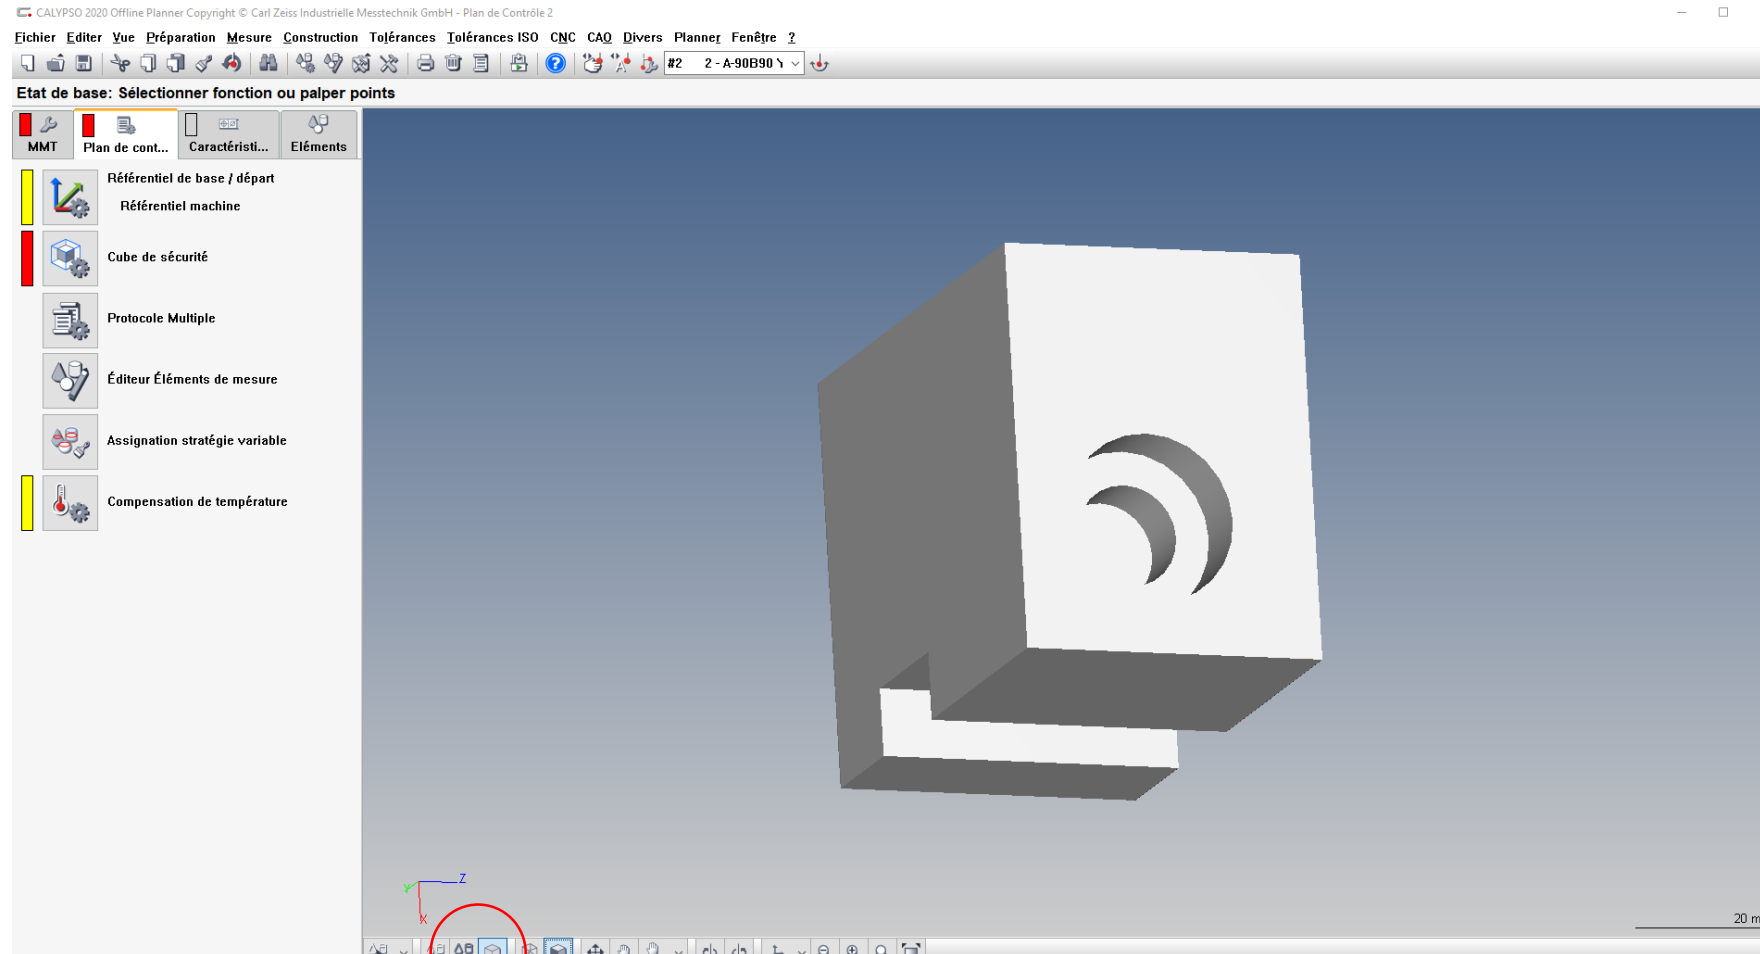 CALYPSO 2020 Offline Planner Copyright © Carl Zeiss Industrielle Messtechnik GmbH - Plan de Contrôle 2
Fichier Editer Vue Préparation Mesure Construction Tolérances Tolérances ISO CNC CAO Divers Planner Fenêtre ?
#2 2 - A-90B90 Y
Etat de base: Sélectionner fonction ou palper points
MMT Plan de cont... Caractéristi... Eléments
Référentiel de base / départ
Référentiel machine
Cube de sécurité
Protocole Multiple
Éditeur Éléments de mesure
Assignation stratégie variable
Compensation de température
Y Z
X
20 m